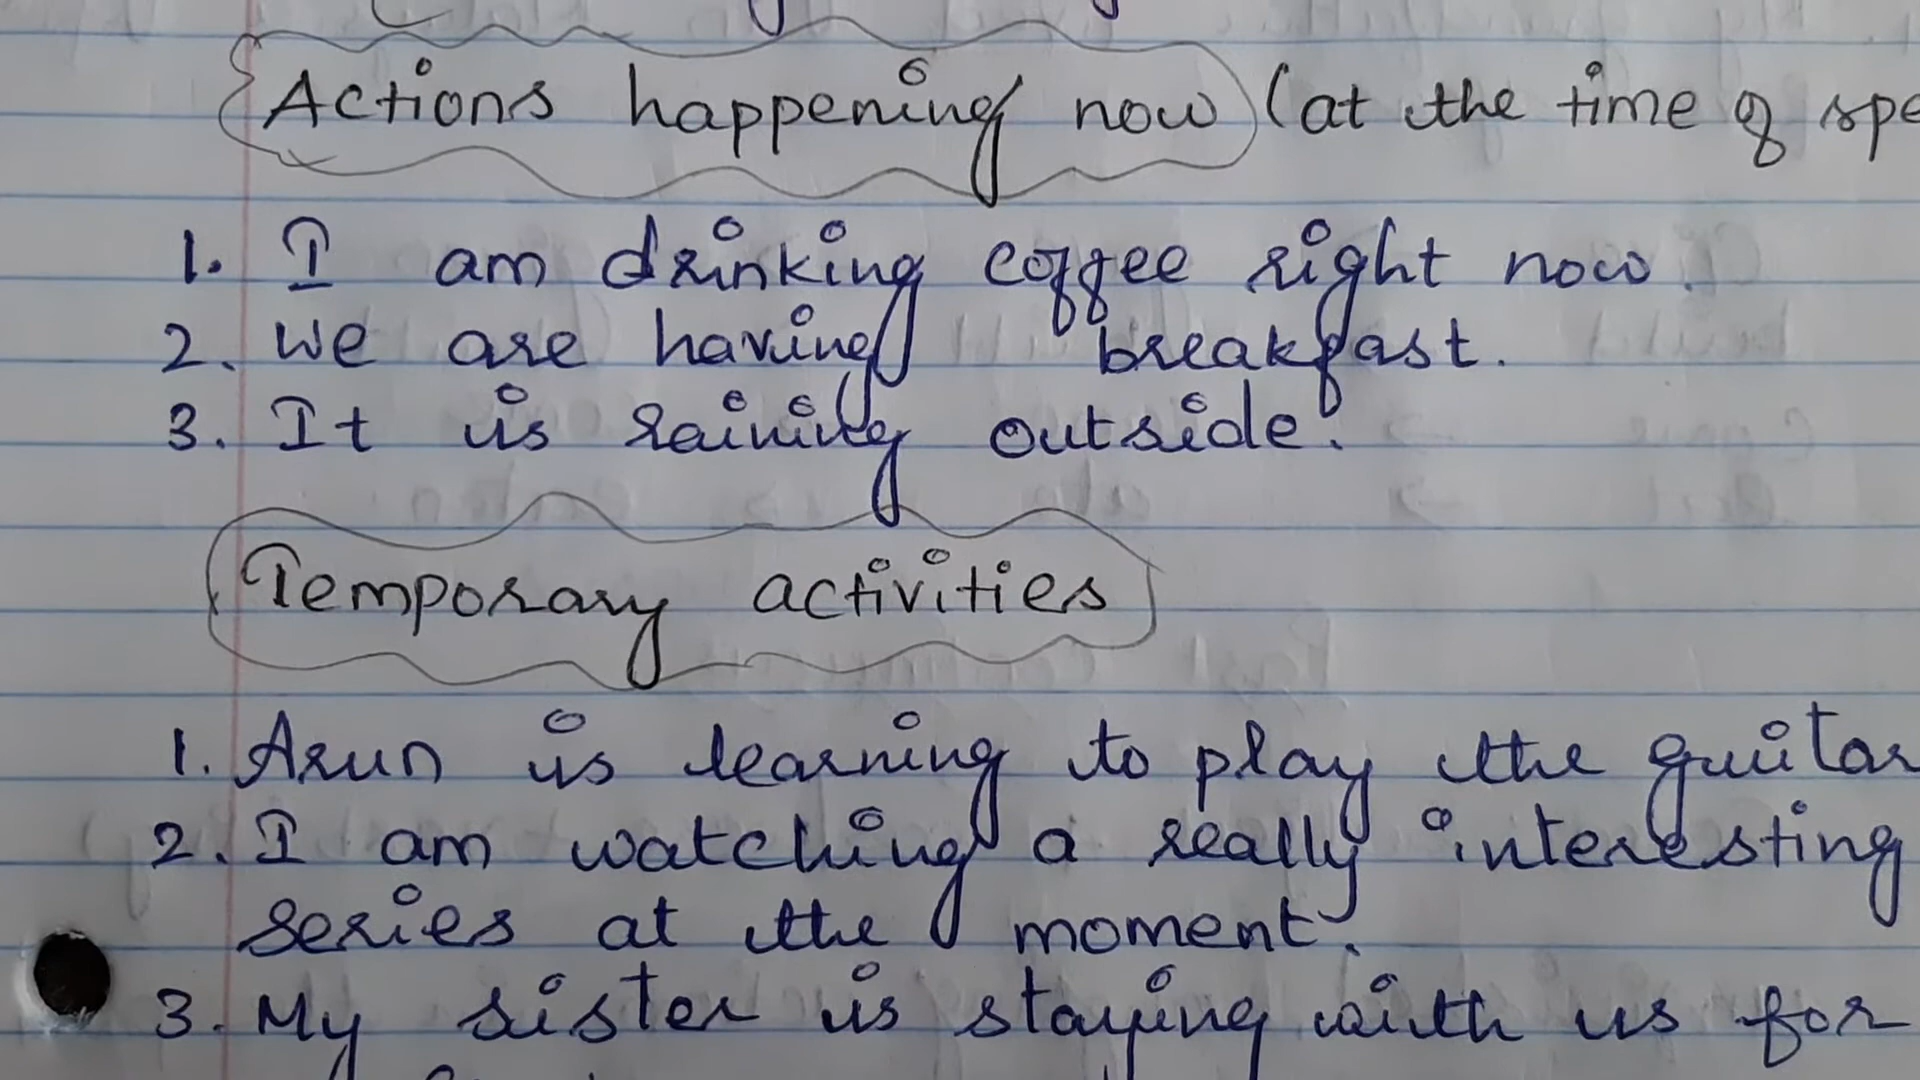 Actions happening now (at the time of spe
1. I am drinking coffee right now.
2. We are having breakfast.
3. It is raining outside.
Temporary activities
1. Arun is learning to play the guitar
2. I am watching a really interesting
series at the moment.
3. My sister is staying with us for